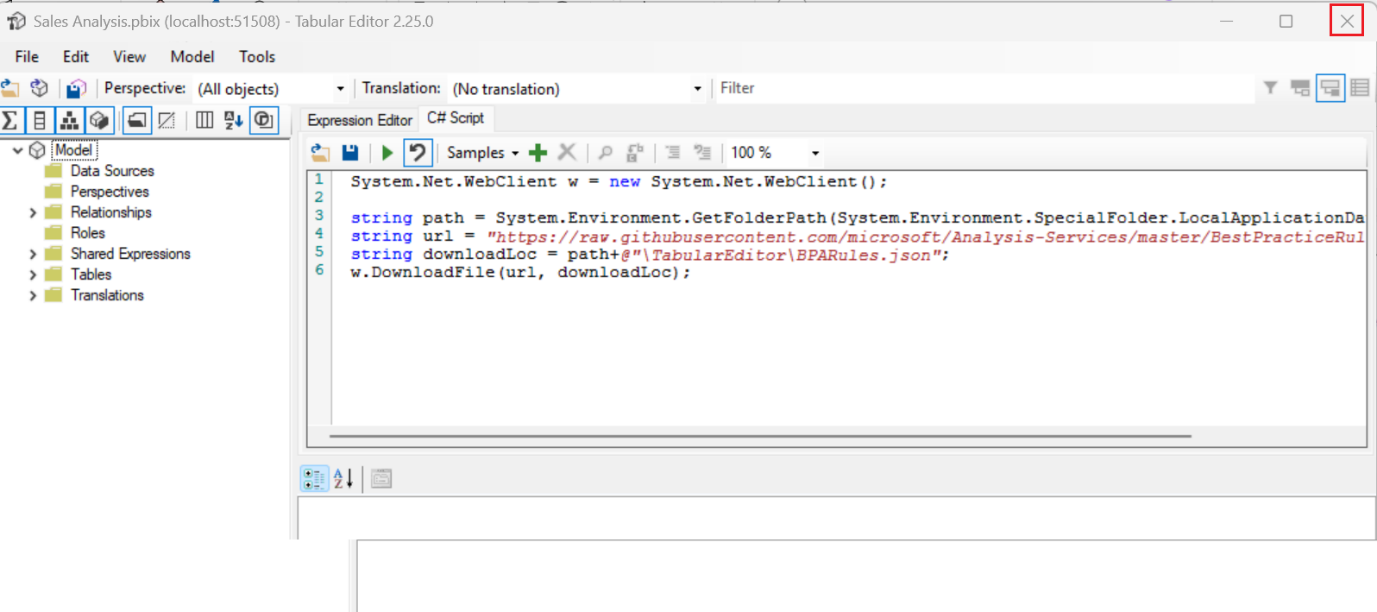 Sales Analysis.pbix (localhost:51508) - Tabular Editor 2.25.0
File Edit View Model Tools
Perspective: (All objects) Translation: (No translation) Filter
Expression Editor C# Script
Model
Data Sources
Perspectives
Relationships
Roles
Shared Expressions
Tables
Translations
Samples 100 %
1 System.Net.WebClient w = new System.Net.WebClient();
2
3 string path = System.Environment.GetFolderPath(System.Environment.SpecialFolder.LocalApplicationDa
4 string url = "https://raw.githubusercontent.com/microsoft/Analysis-Services/master/BestPracticeRul
5 string downloadLoc = path+@"\TabularEditor\BPARules.json";
6 w.DownloadFile(url, downloadLoc);